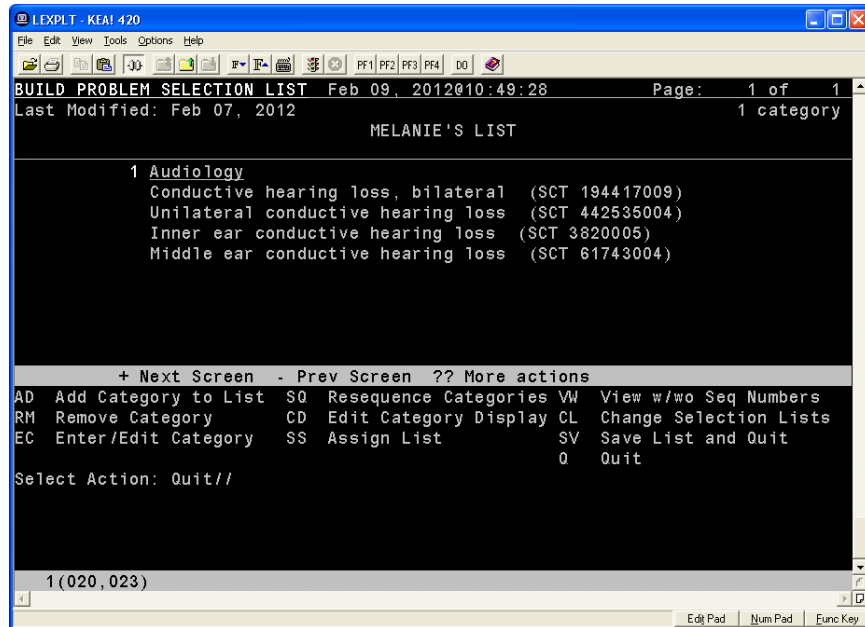 LEXPLT - KEA! 420
File Edit View Tools Options Help
PF1 PF2 PF3 PF4 DO
BUILD PROBLEM SELECTION LIST Feb 09, 2012@10:49:28 Page: 1 of 1
Last Modified: Feb 07, 2012 1 category
MELANIE'S LIST
1 Audiology
Conductive hearing loss, bilateral (SCT 194417009)
Unilateral conductive hearing loss (SCT 442535004)
Inner ear conductive hearing loss (SCT 3820005)
Middle ear conductive hearing loss (SCT 61743004)
+ Next Screen - Prev Screen ?? More actions
AD Add Category to List SQ Resequence Categories VW View w/wo Seq Numbers
RM Remove Category CD Edit Category Display CL Change Selection Lists
EC Enter/Edit Category SS Assign List SV Save List and Quit
Q Quit
Select Action: Quit//
1(020,023)
Edit Pad Num Pad Func Key